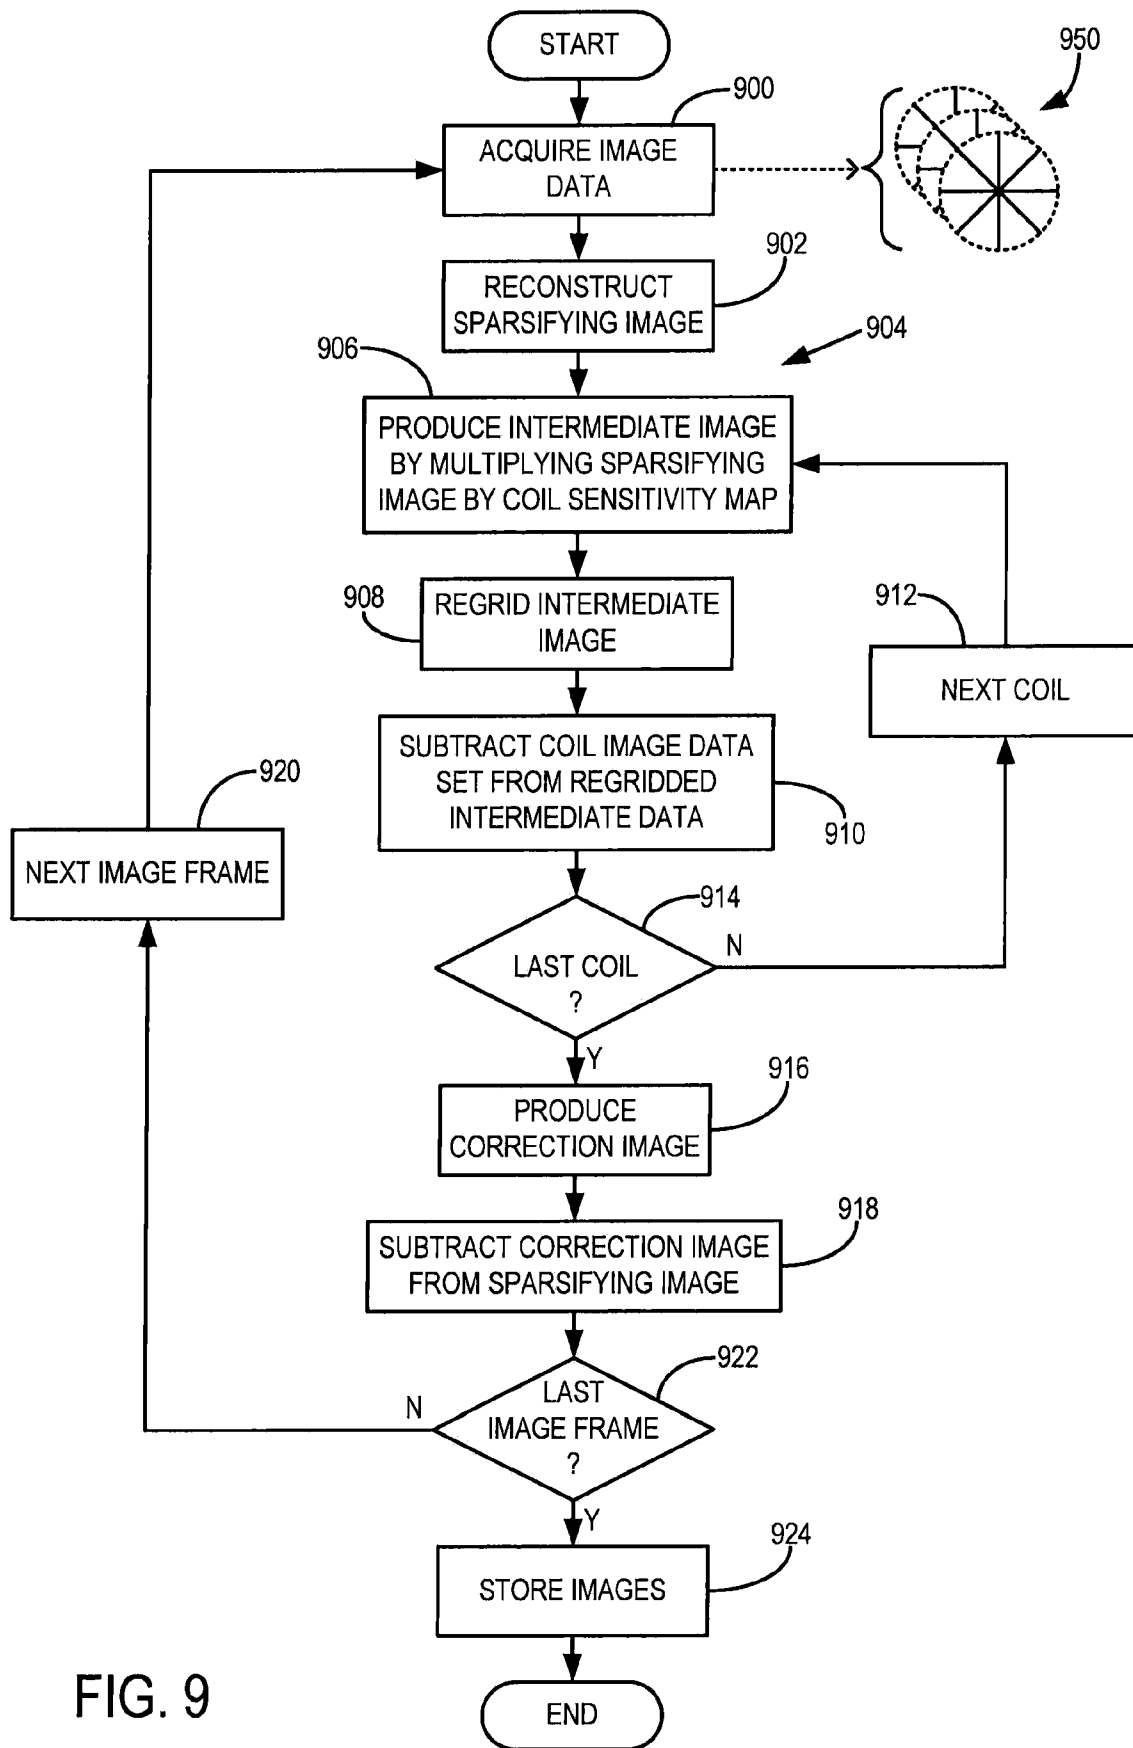 START
900
950
ACQUIRE IMAGE
DATA
902
RECONSTRUCT
SPARSIFYING IMAGE
904
906
PRODUCE INTERMEDIATE IMAGE
BY MULTIPLYING SPARSIFYING
IMAGE BY COIL SENSITIVITY MAP
908
REGRID INTERMEDIATE
IMAGE
912
NEXT COIL
SUBTRACT COIL IMAGE DATA
SET FROM REGRIDDED
INTERMEDIATE DATA
910
920
NEXT IMAGE FRAME
914
LAST COIL
?
N
Y
916
PRODUCE
CORRECTION IMAGE
918
SUBTRACT CORRECTION IMAGE
FROM SPARSIFYING IMAGE
922
LAST
IMAGE FRAME
?
N
Y
924
STORE IMAGES
END
FIG. 9